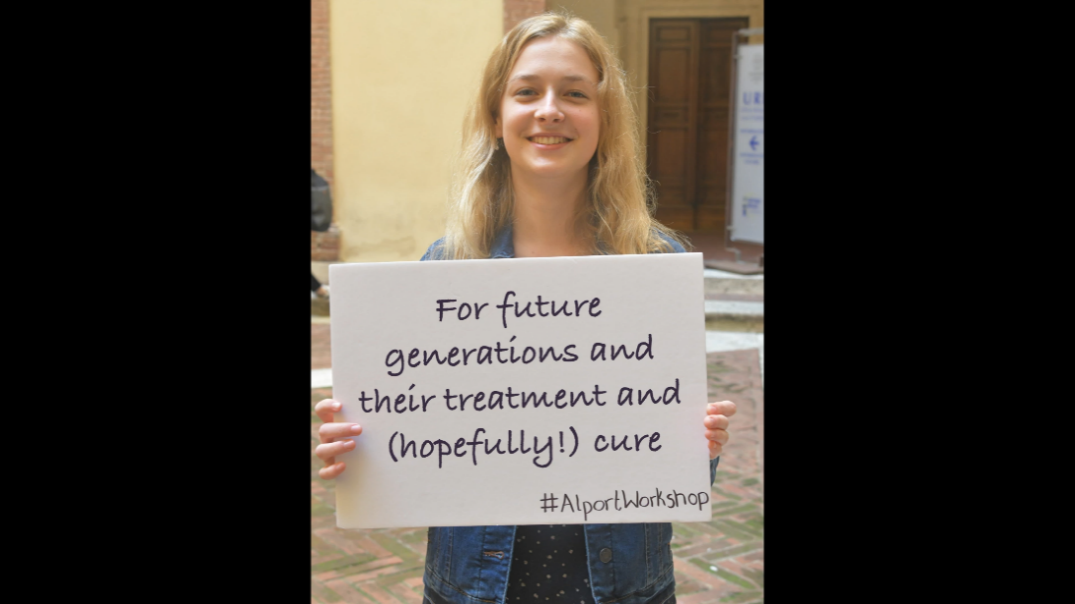 For future
generations and
their treatment and
(hopefully!) cure
#AlportWorkshop